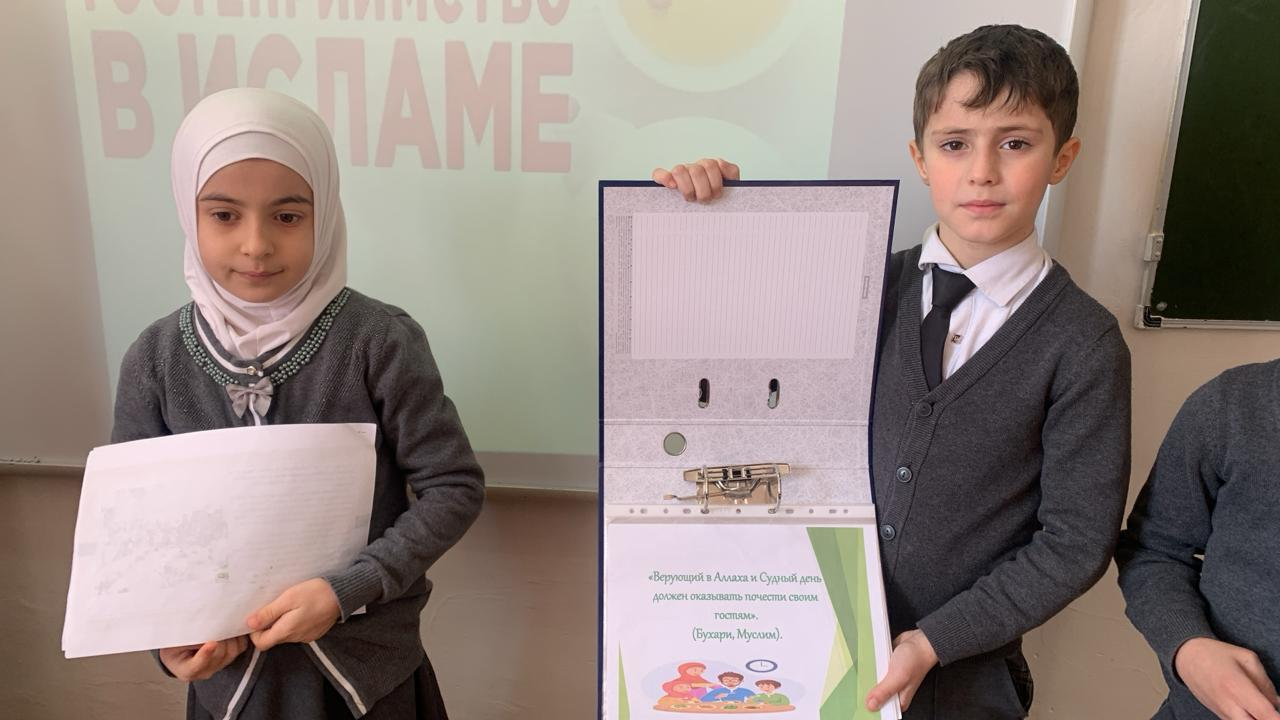 ГОСТЕПРИИМСТВО
В ИСЛАМЕ
«Верующий в Аллаха и Судный день
должен оказывать почести своим
гостям».
(Бухари, Муслим).